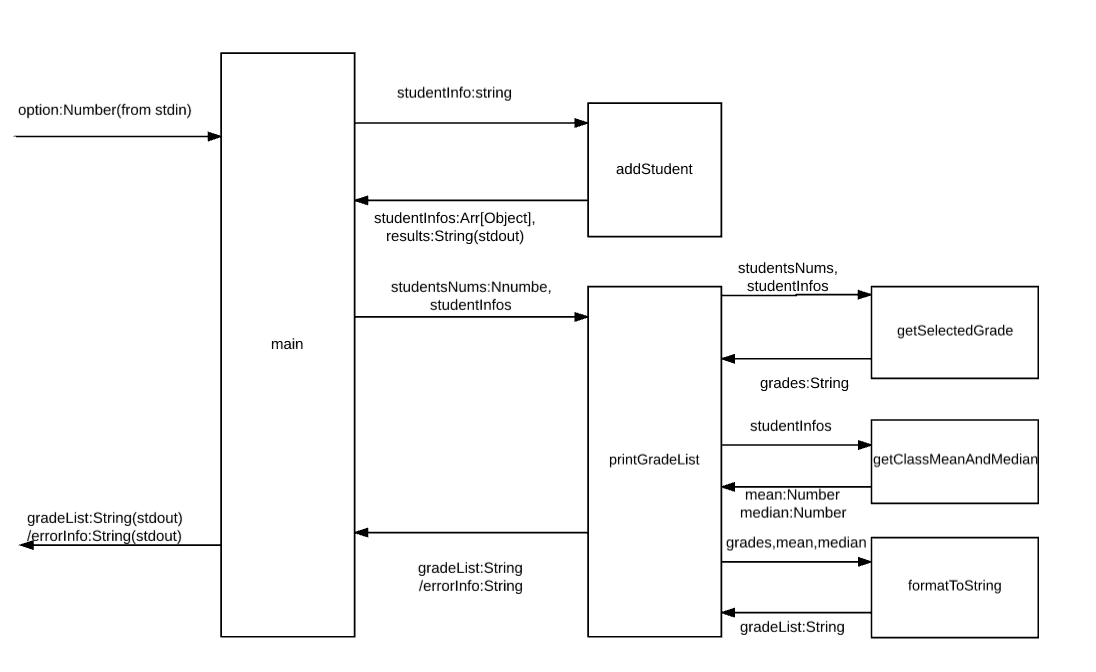 option:Number(from stdin)
studentInfo:string
addStudent
studentInfos:Arr[Object],
results:String(stdout)
studentsNums:Nnumbe,
studentInfos
studentsNums,
studentInfos
getSelectedGrade
main
grades:String
studentInfos
printGradeList
getClassMeanAndMedian
mean:Number
median:Number
gradeList:String(stdout)
/errorInfo:String(stdout)
grades,mean,median
gradeList:String
/errorInfo:String
formatToString
gradeList:String